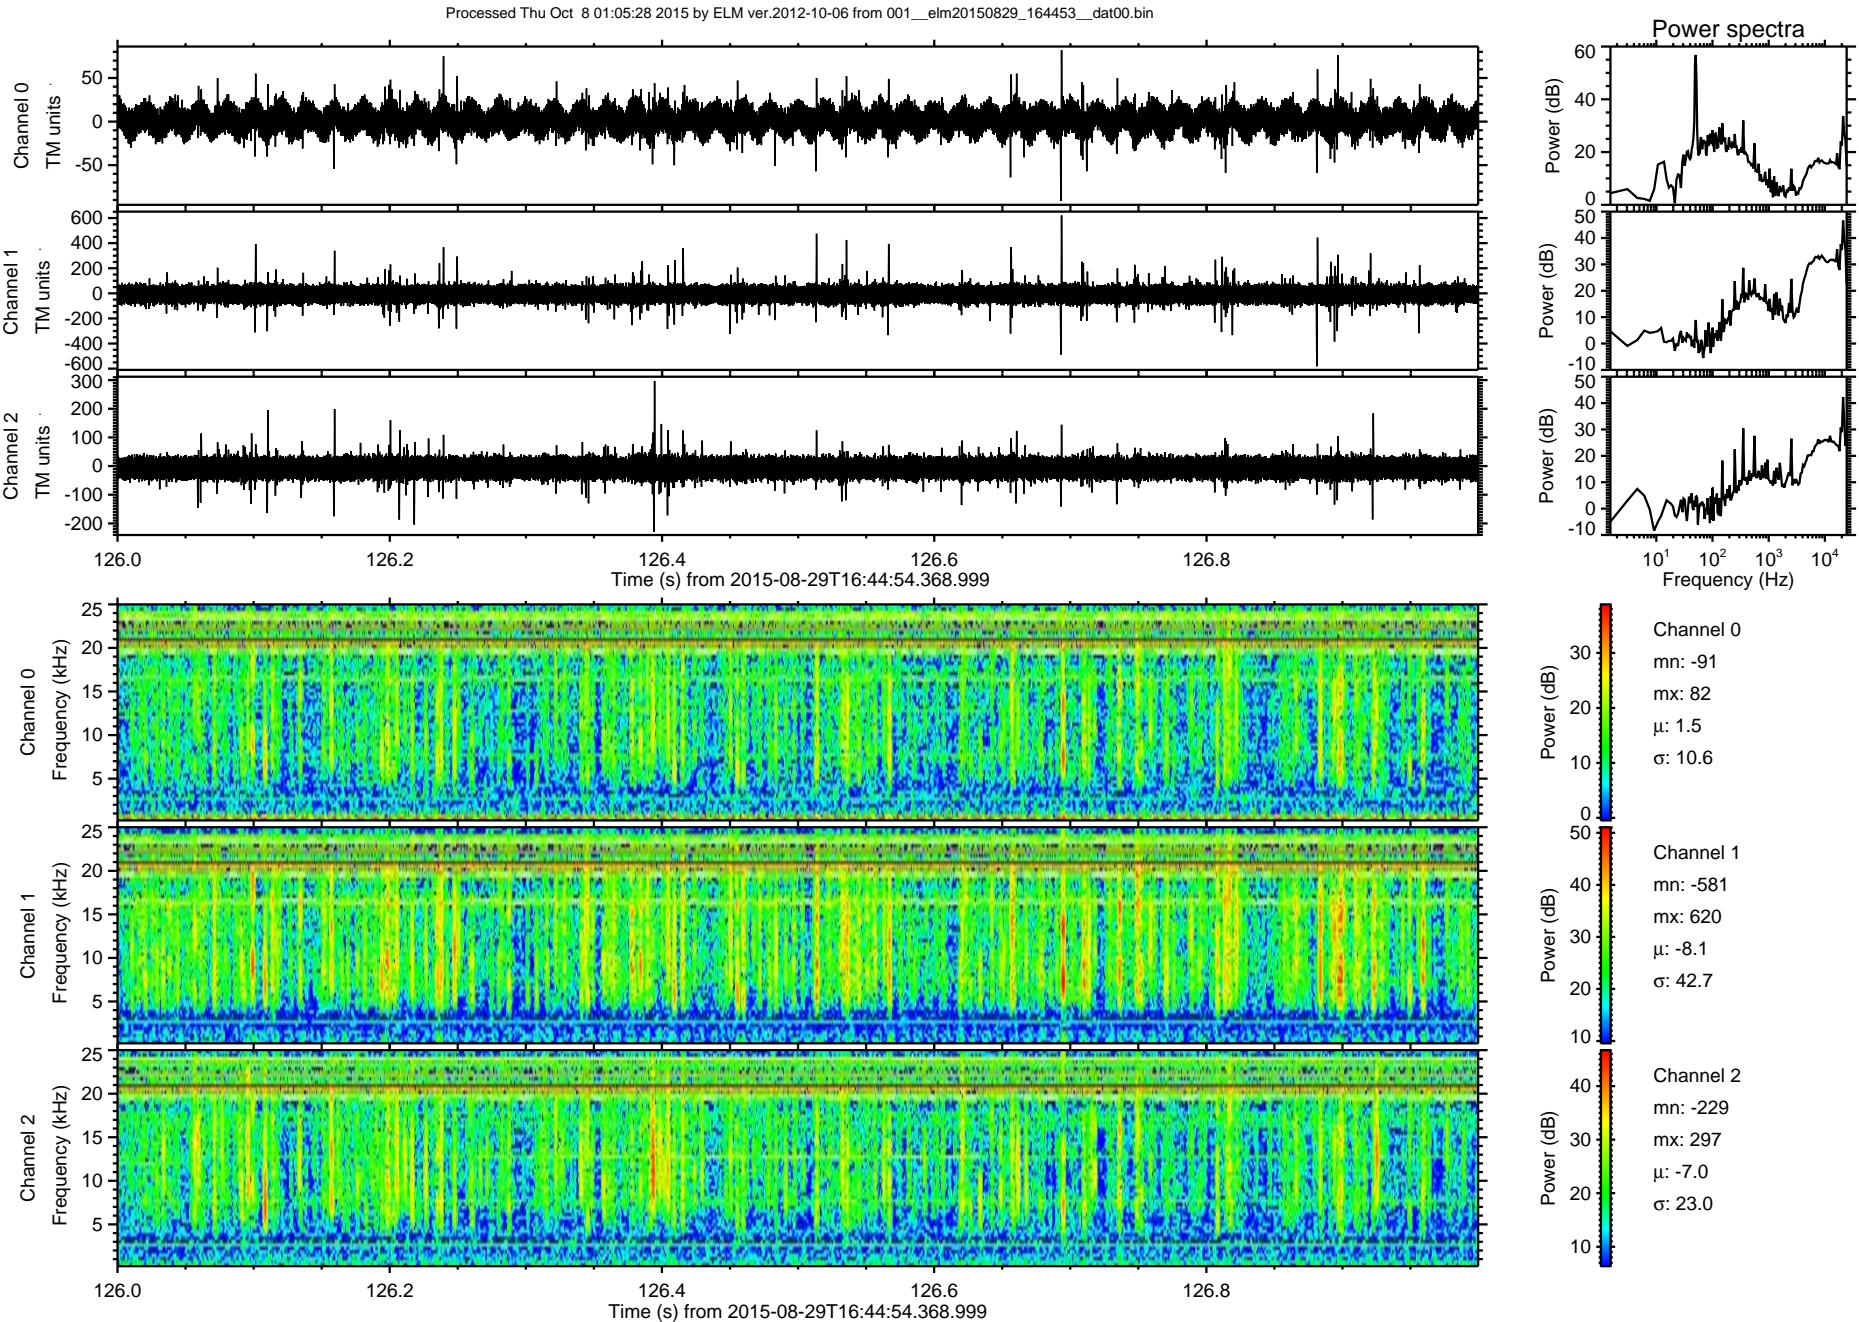 Processed Thu Oct  8 01:05:28 2015 by ELM ver.2012-10-06 from 001__elm20150829_164453__dat00.bin
Power spectra
Channel 0
TM units
50
0
-50
Power (dB)
60
40
20
0
Channel 1
TM units
600
400
200
0
-200
-400
-600
Power (dB)
50
40
30
20
10
0
-10
Channel 2
TM units
300
200
100
0
-100
-200
Power (dB)
50
40
30
20
10
0
-10
126.0 126.2 126.4 126.6 126.8
Time (s) from 2015-08-29T16:44:54.368.999
10^1 10^2 10^3 10^4
Frequency (Hz)
Channel 0
Frequency (kHz)
25
20
15
10
5
Power (dB)
30
20
10
0
Channel 0
mn: -91
mx: 82
μ: 1.5
σ: 10.6
Channel 1
Frequency (kHz)
25
20
15
10
5
Power (dB)
50
40
30
20
10
Channel 1
mn: -581
mx: 620
μ: -8.1
σ: 42.7
Channel 2
Frequency (kHz)
25
20
15
10
5
Power (dB)
40
30
20
10
Channel 2
mn: -229
mx: 297
μ: -7.0
σ: 23.0
126.0 126.2 126.4 126.6 126.8
Time (s) from 2015-08-29T16:44:54.368.999